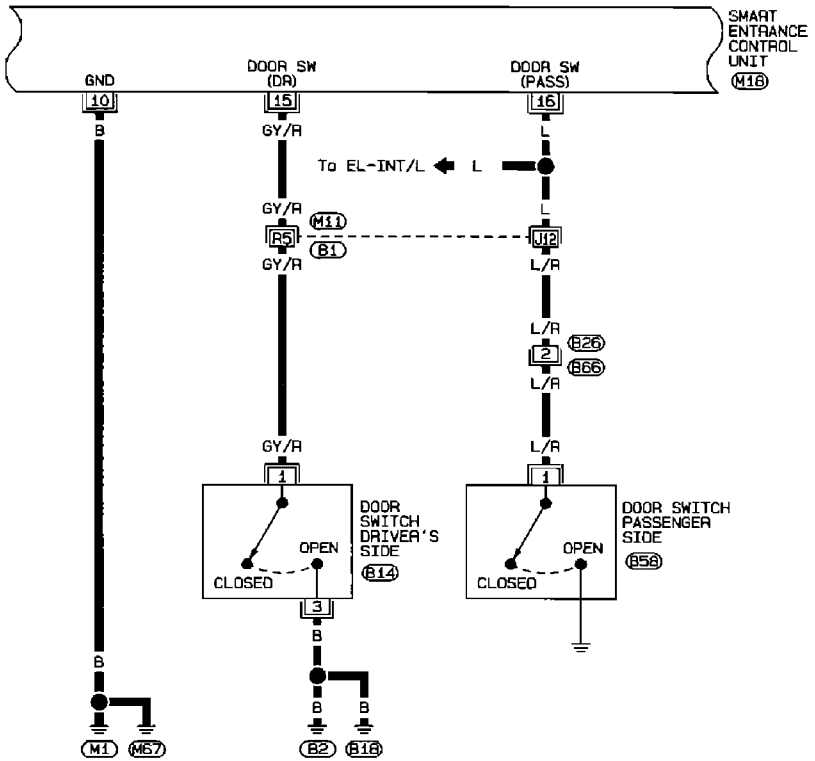 SMART
ENTRANCE
CONTROL
UNIT
M18
GND
DOOR SW
(DR)
DOOR SW
(PASS)
10
15
16
B
GY/R
L
To EL-INT/L
L
GY/R
L
M11
R5
J12
B1
GY/R
L/R
L/R
2
B26
B66
L/R
GY/R
L/R
1
1
DOOR
SWITCH
DRIVER'S
SIDE
B14
OPEN
CLOSED
DOOR SWITCH
PASSENGER
SIDE
B58
OPEN
CLOSED
3
B
B
B
B
M1
M67
B2
B18